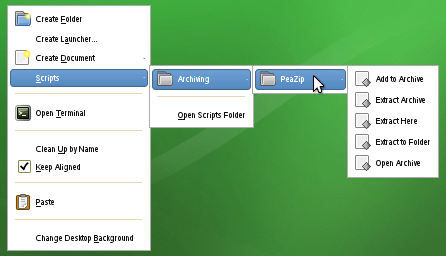 Create Folder
Create Launcher...
Create Document
Scripts
Open Terminal
Clean Up by Name
Keep Aligned
Paste
Change Desktop Background
Archiving
Open Scripts Folder
PeaZip
Add to Archive
Extract Archive
Extract Here
Extract to Folder
Open Archive